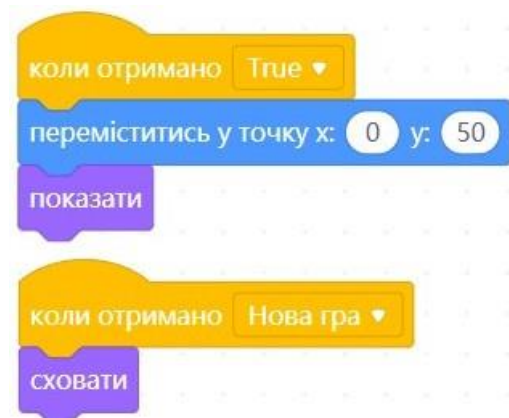 коли отримано True
переміститись у точку x: 0 y: 50
показати
коли отримано Нова гра
сховати